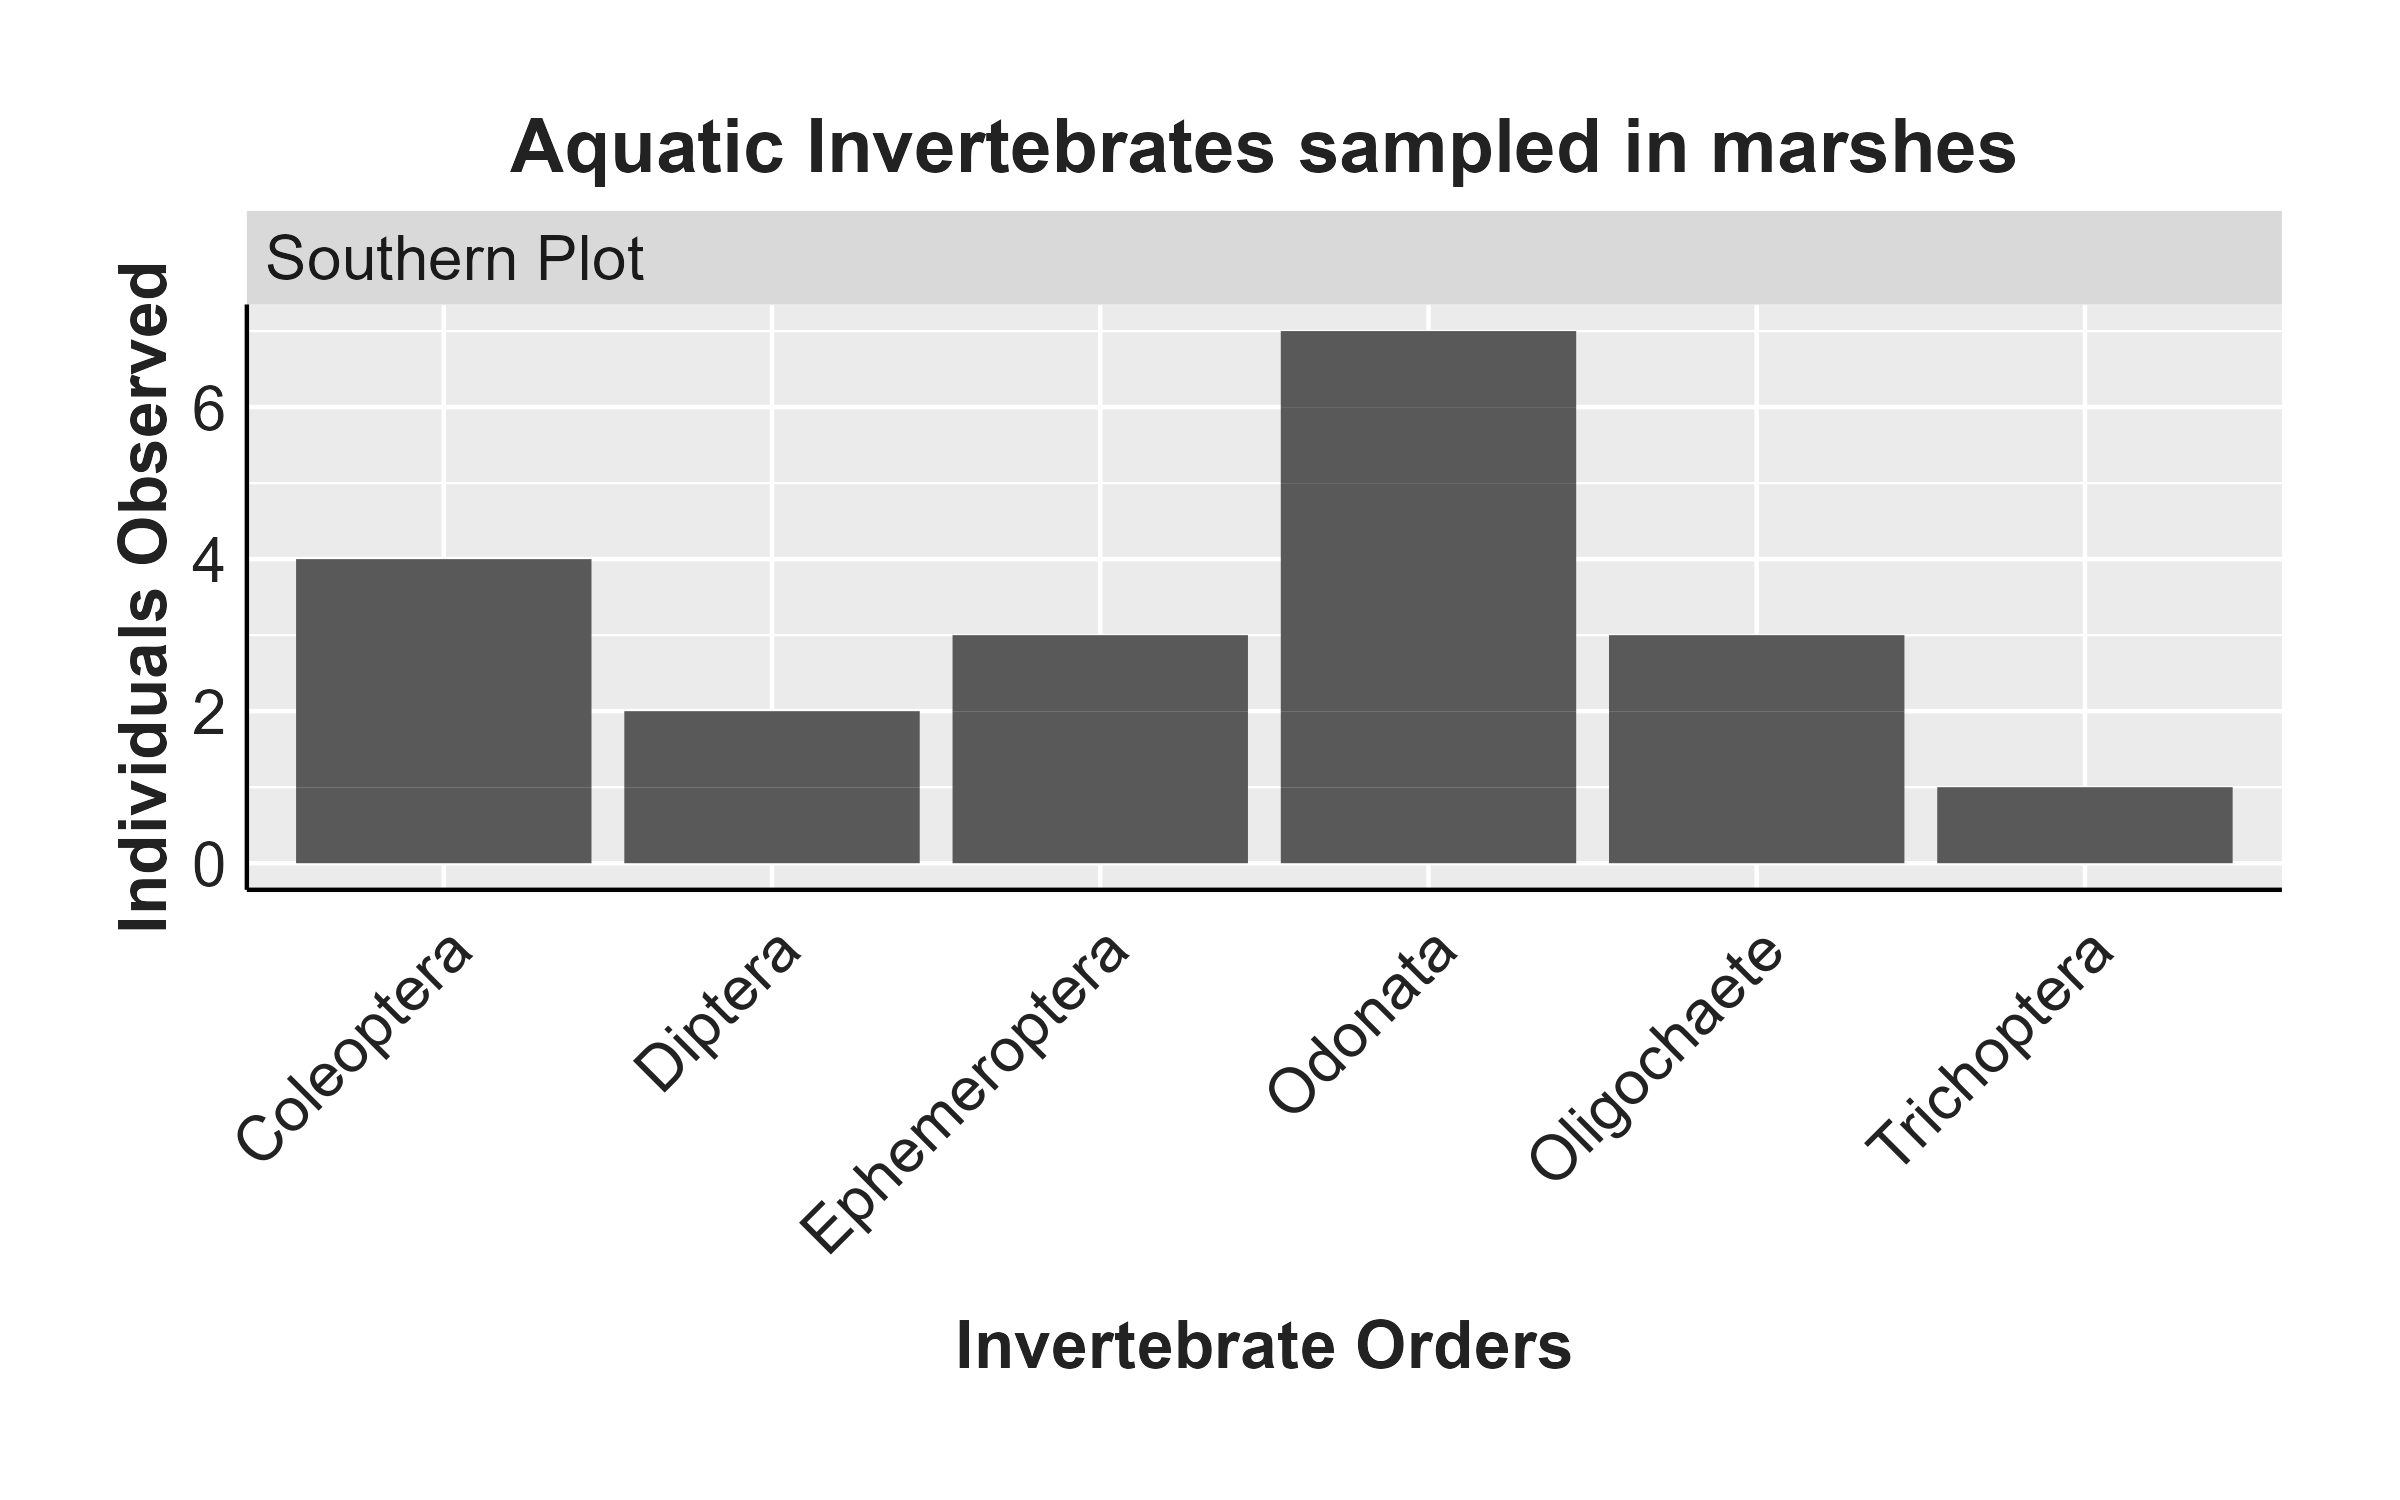 Aquatic Invertebrates sampled in marshes
Southern Plot
Individuals Observed
6
4
2
0
Coleoptera
Diptera
Ephemeroptera
Odonata
Oligochaete
Trichoptera
Invertebrate Orders